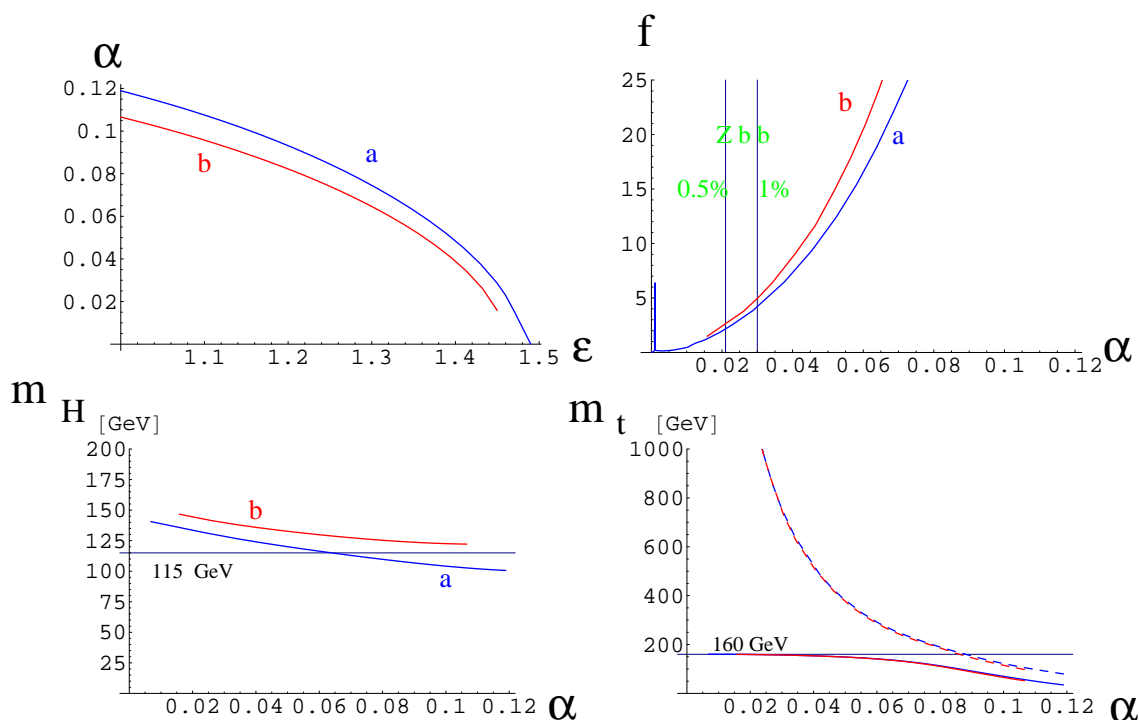 α
0.12
0.1
0.08
0.06
0.04
0.02
a
b
1.1 1.2 1.3 1.4 1.5 ε
f
25
20
15
10
5
b
a
Z b b
0.5% 1%
0.02 0.04 0.06 0.08 0.1 0.12 α
m H [GeV]
200
175
150
125
100
75
50
25
b
115 GeV
a
0.02 0.04 0.06 0.08 0.1 0.12 α
m t [GeV]
1000
800
600
400
200
160 GeV
0.02 0.04 0.06 0.08 0.1 0.12 α